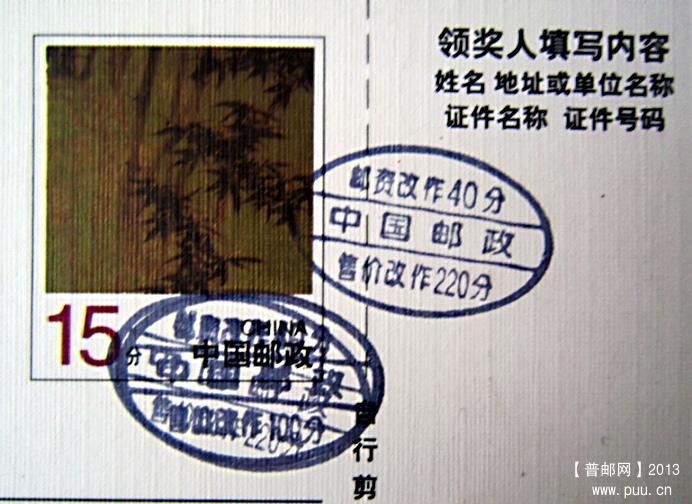 领奖人填写内容
姓名 地址或单位名称
证件名称 证件号码
邮资改作40分
中国邮政
售价改作220分
15分
CHINA
中国邮政
行
剪
【普邮网】2013
www.puu.cn